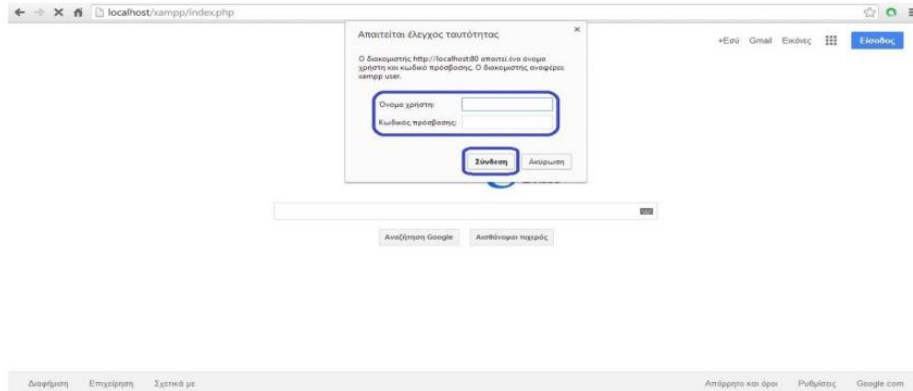 localhost/xampp/index.php
Απαιτείται έλεγχος ταυτότητας
Ο διακομιστής http://localhost:80 απαιτεί ένα όνομα
χρήστη και κωδικό πρόσβασης. Ο διακομιστής αναφέρει:
xampp user.
Όνομα χρήστη:
Κωδικός πρόσβασης:
Σύνδεση Ακύρωση
+Εσύ Gmail Εικόνες Είσοδος
Αναζήτηση Google Αισθάνομαι τυχερός
Διαφήμιση Επιχείρηση Σχετικά με Απόρρητο και όροι Ρυθμίσεις Google.com